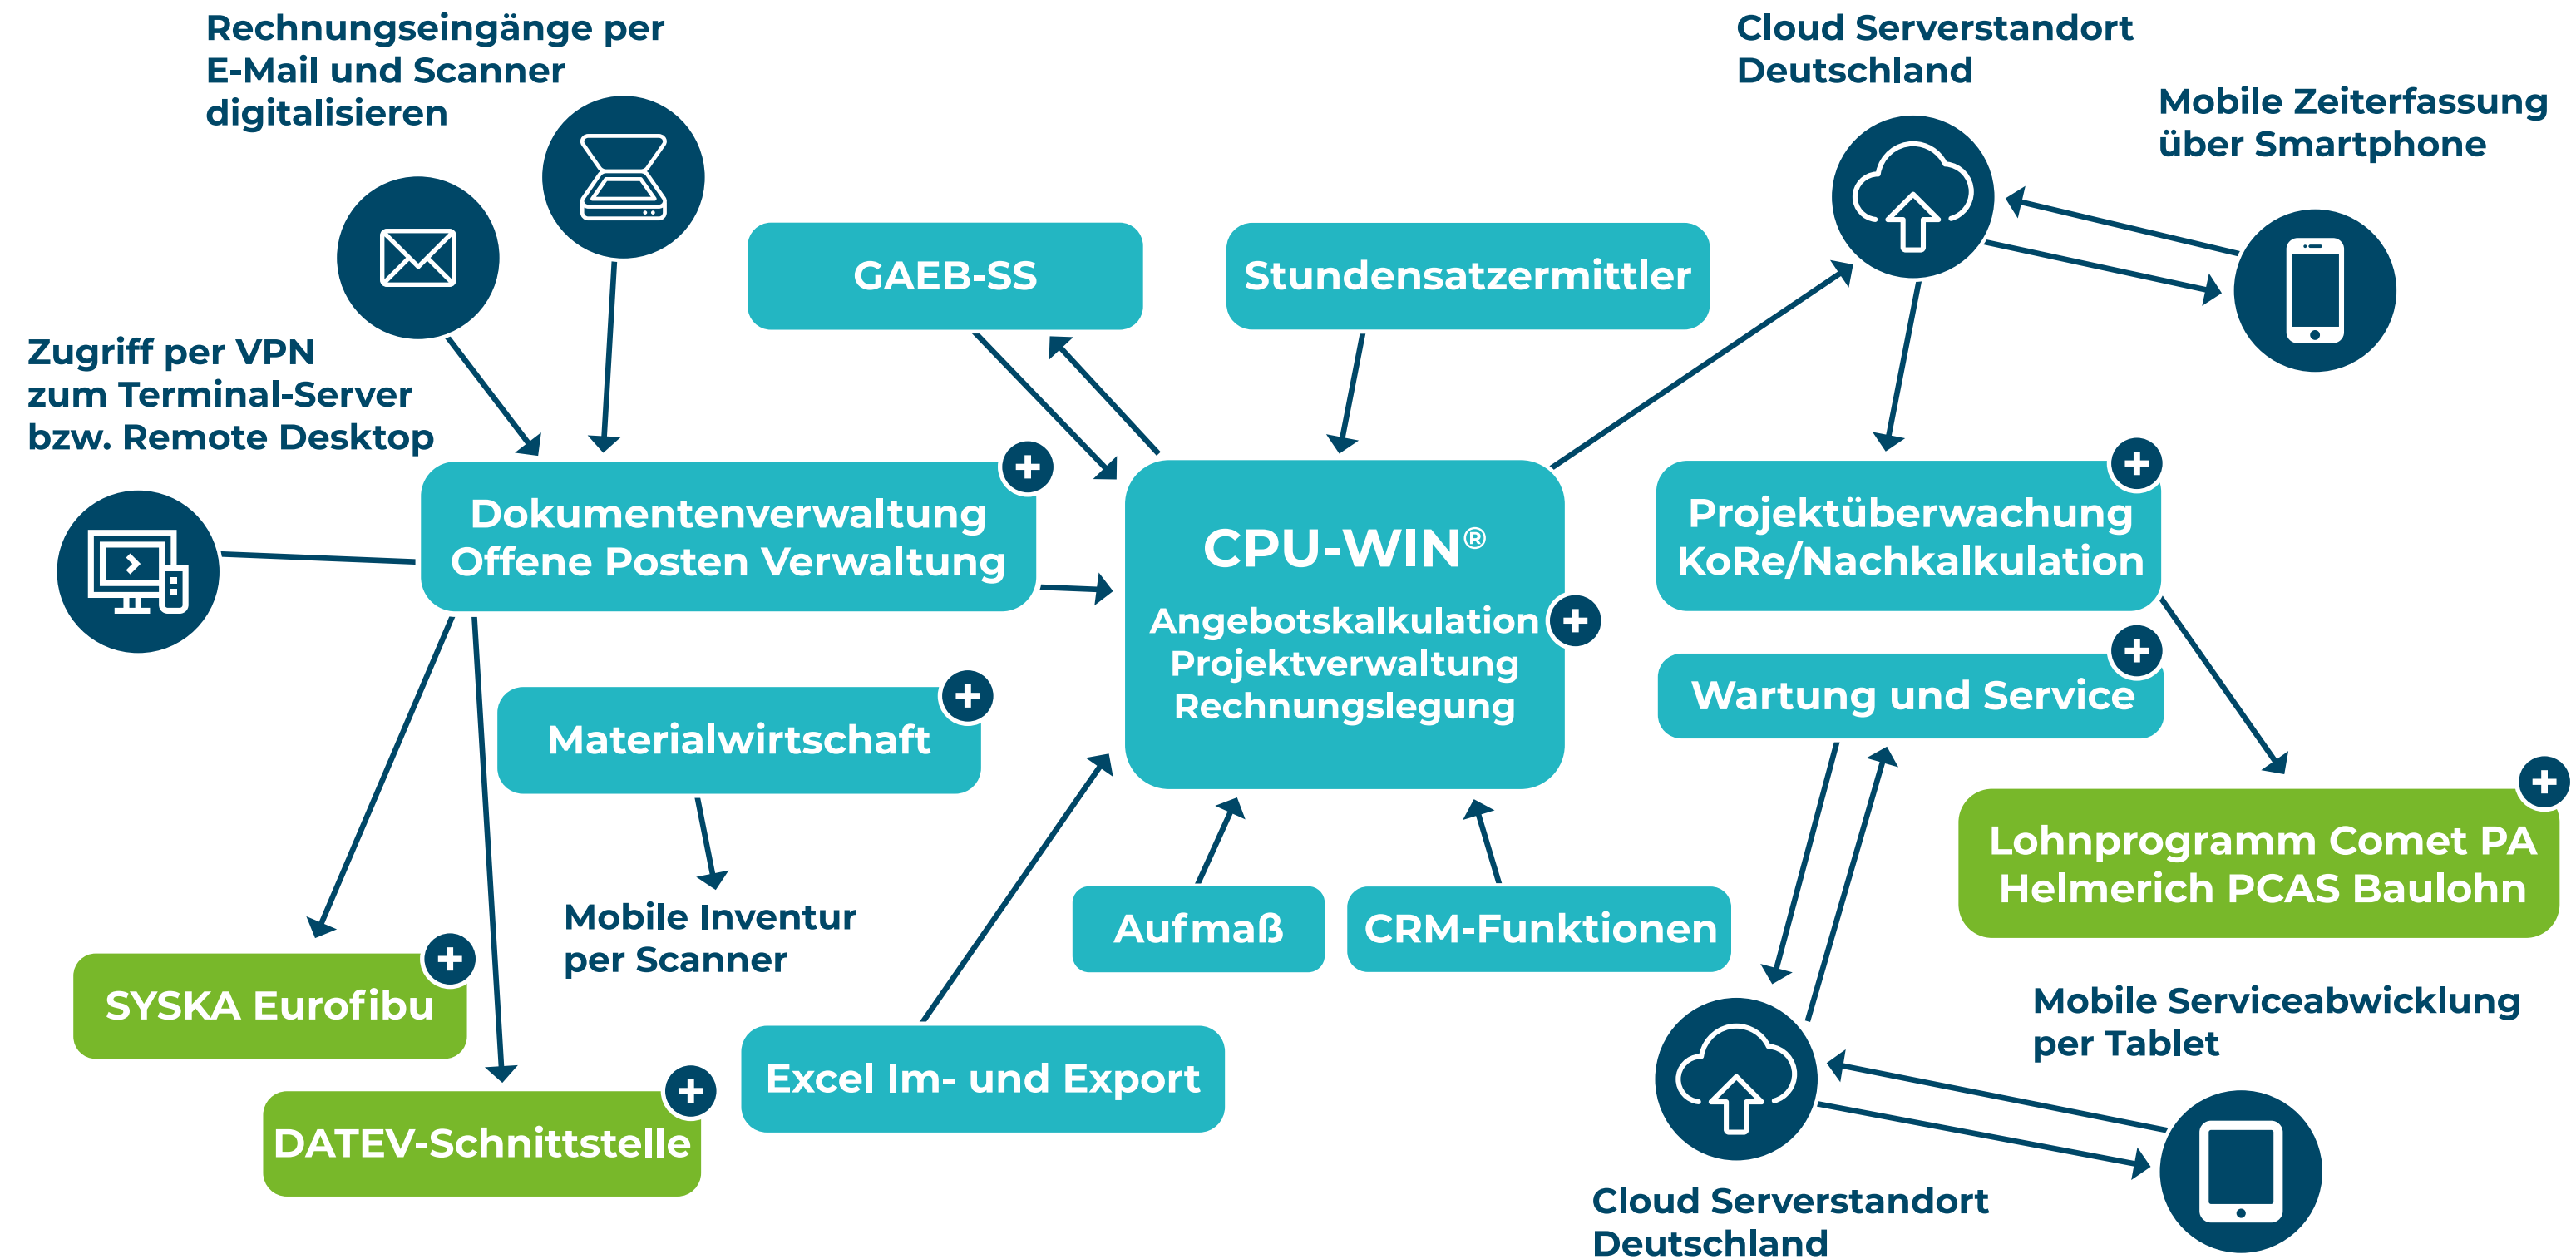 Rechnungseingänge per
E-Mail und Scanner
digitalisieren
Cloud Serverstandort
Deutschland
Mobile Zeiterfassung
über Smartphone
GAEB-SS
Stundensatzermittler
Zugriff per VPN
zum Terminal-Server
bzw. Remote Desktop
Dokumentenverwaltung
Offene Posten Verwaltung
CPU-WIN®
Angebotskalkulation
Projektverwaltung
Rechnungslegung
Projektüberwachung
KoRe/Nachkalkulation
Wartung und Service
Materialwirtschaft
Lohnprogramm Comet PA
Helmerich PCAS Baulohn
Mobile Inventur
per Scanner
Aufmaß
CRM-Funktionen
SYSKA Eurofibu
Excel Im- und Export
Mobile Serviceabwicklung
per Tablet
DATEV-Schnittstelle
Cloud Serverstandort
Deutschland